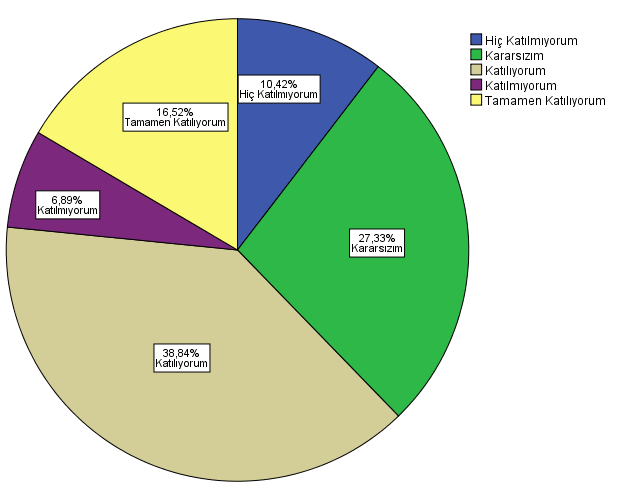 Hiç Katılmıyorum
Kararsızım
Katılıyorum
Katılmıyorum
Tamamen Katılıyorum
10,42%
Hiç Katılmıyorum
16,52%
Tamamen Katılıyorum
6,89%
Katılmıyorum
27,33%
Kararsızım
38,84%
Katılıyorum